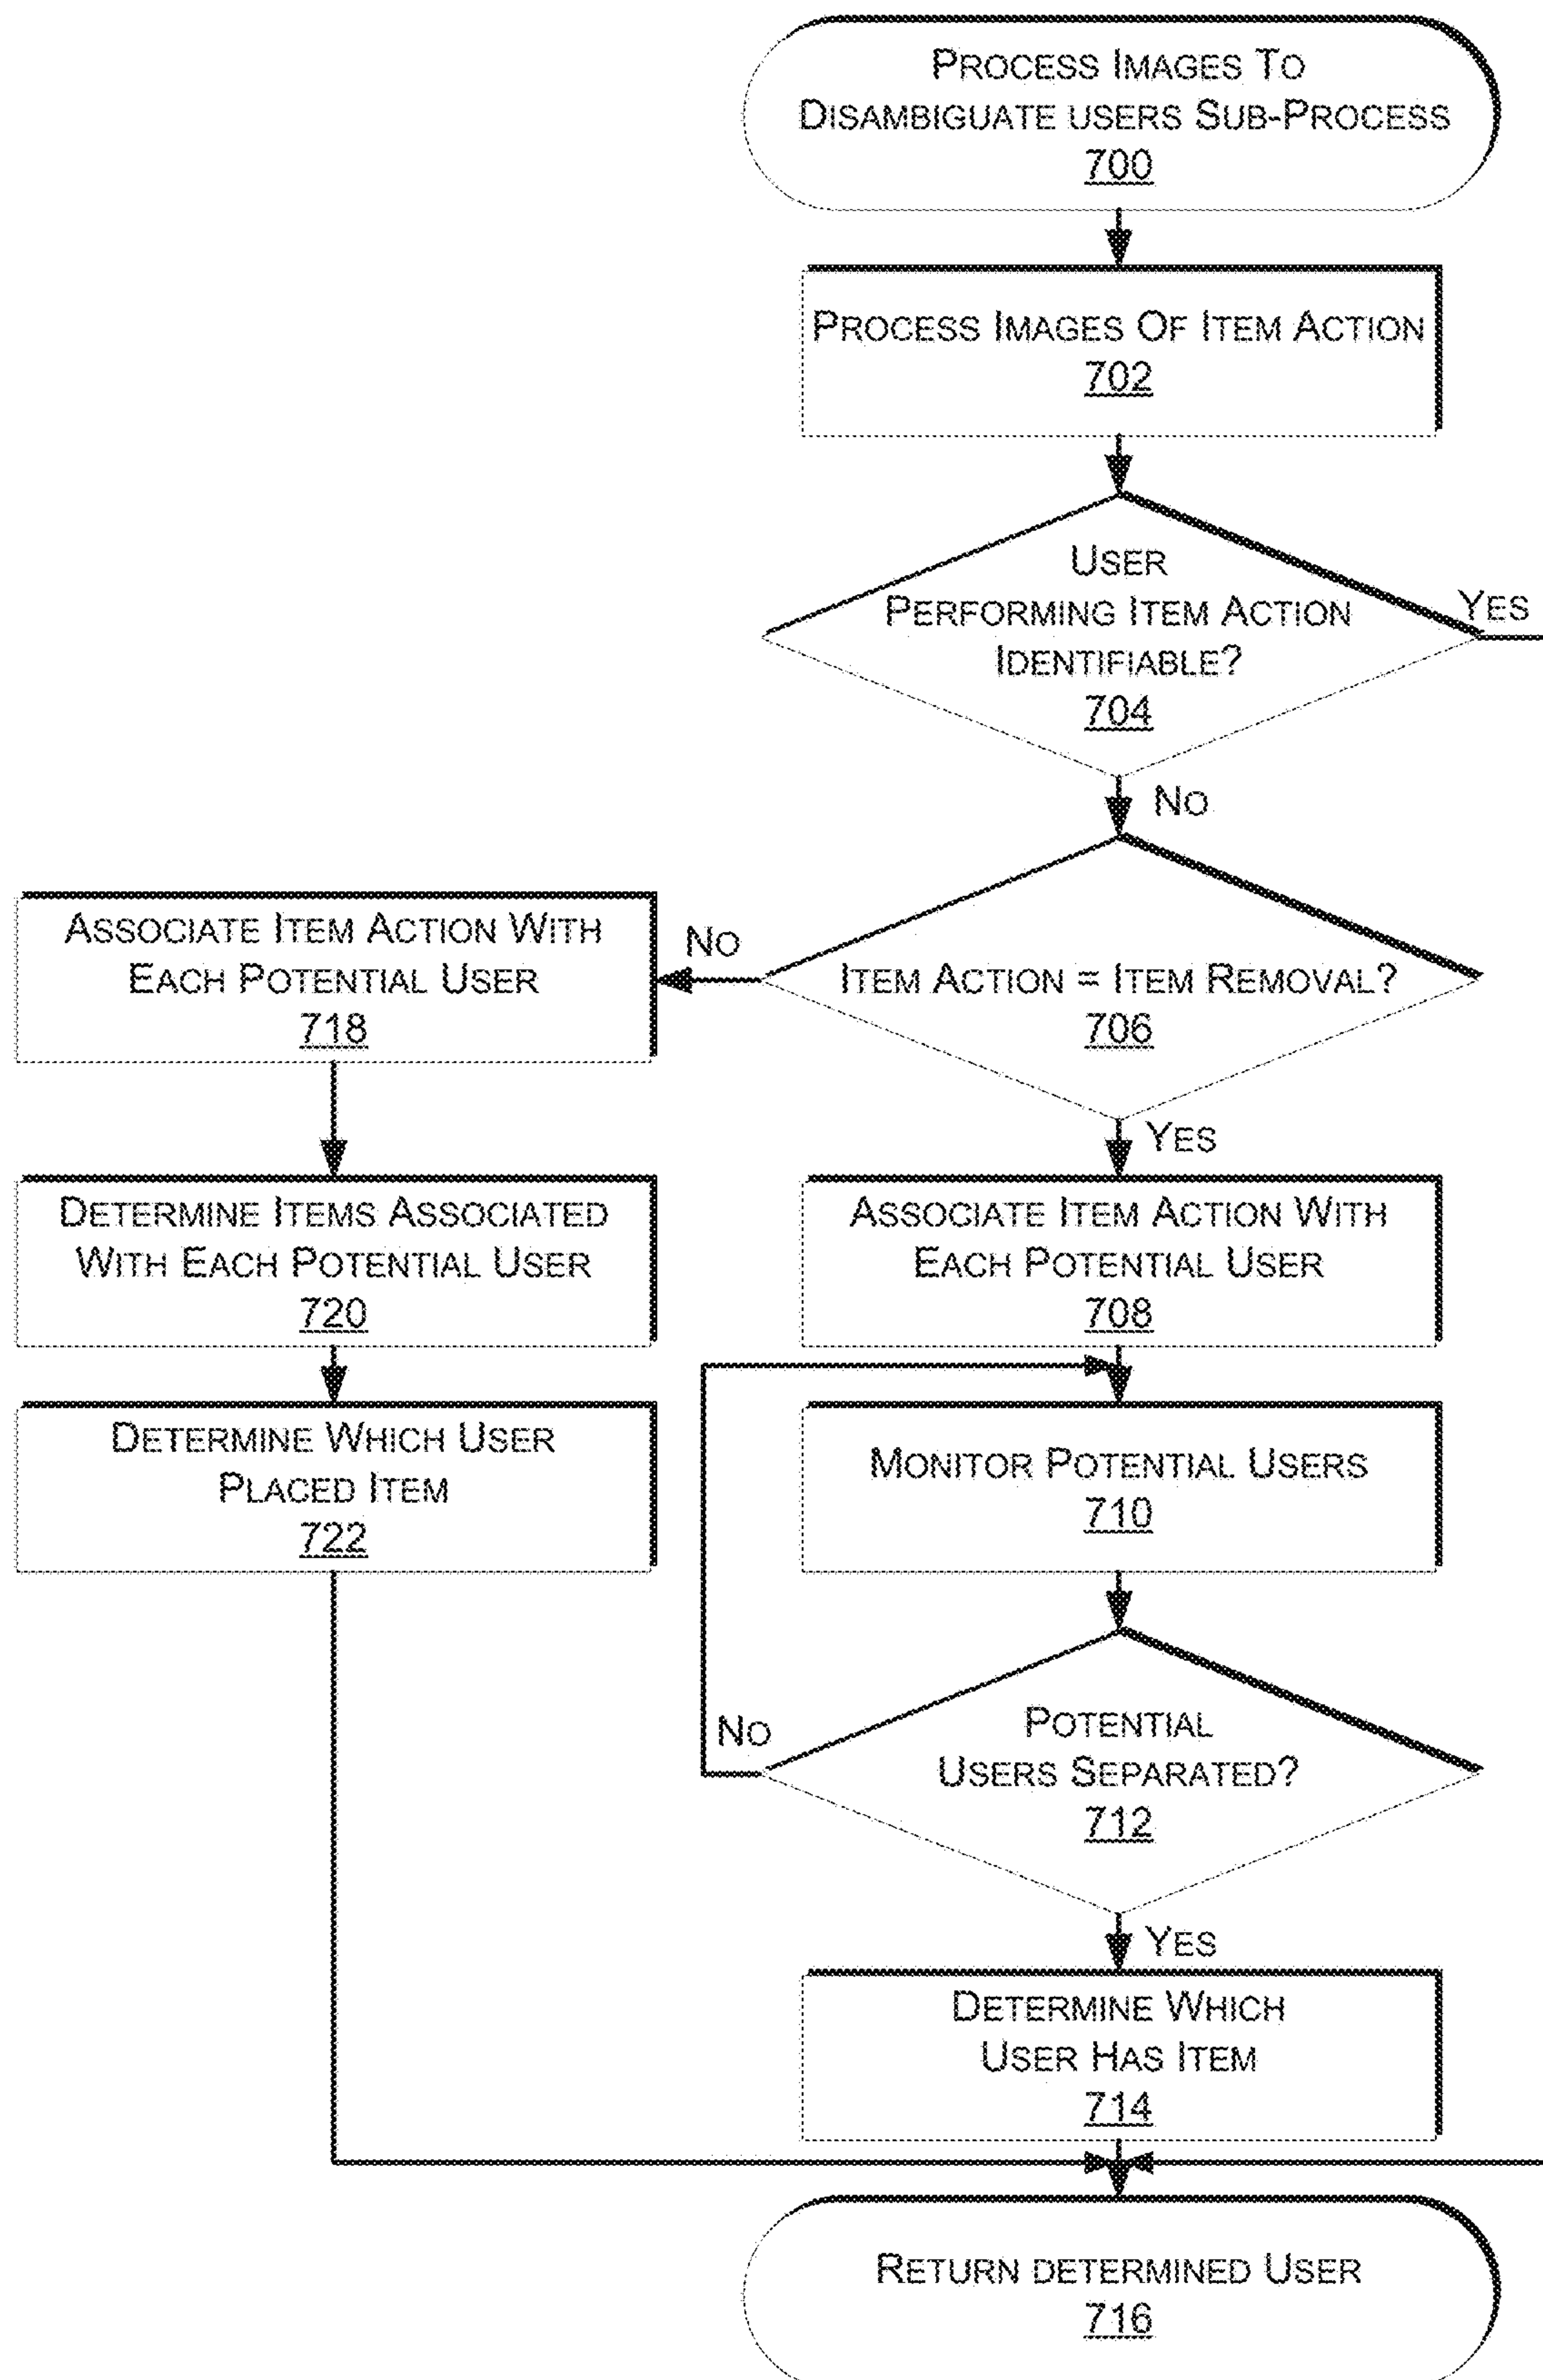 PROCESS IMAGES TO
DISAMBIGUATE USERS SUB-PROCESS
700
PROCESS IMAGES OF ITEM ACTION
702
USER
PERFORMING ITEM ACTION
IDENTIFIABLE?
704
YES
NO
ITEM ACTION = ITEM REMOVAL?
706
NO
ASSOCIATE ITEM ACTION WITH
EACH POTENTIAL USER
718
YES
DETERMINE ITEMS ASSOCIATED
WITH EACH POTENTIAL USER
720
ASSOCIATE ITEM ACTION WITH
EACH POTENTIAL USER
708
DETERMINE WHICH USER
PLACED ITEM
722
MONITOR POTENTIAL USERS
710
POTENTIAL
USERS SEPARATED?
712
NO
YES
DETERMINE WHICH
USER HAS ITEM
714
RETURN DETERMINED USER
716